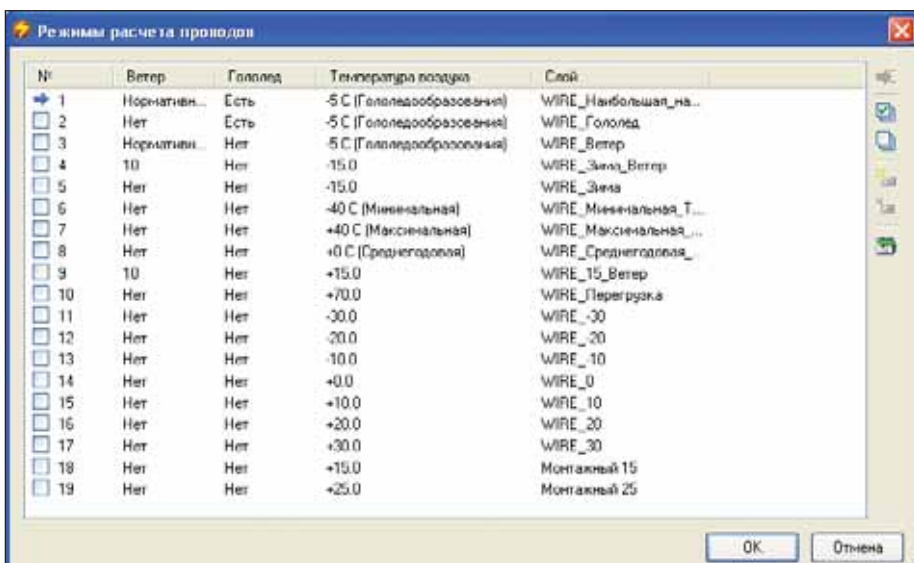 Режимы расчета проводов
№ Ветер Гололед Температура воздуха Слой
1 Нормативн... Есть -5 C (Гололедообразования) WIRE_Наибольшая_на...
2 Нет Есть -5 C (Гололедообразования) WIRE_Гололед
3 Нормативн... Нет -5 C (Гололедообразования) WIRE_Ветер
4 10 Нет -15.0 WIRE_Зима_Ветер
5 Нет Нет -15.0 WIRE_Зима
6 Нет Нет -40 C (Минимальная) WIRE_Минимальная_Т...
7 Нет Нет +40 C (Максимальная) WIRE_Максимальная_...
8 Нет Нет +0 C (Среднегодовая) WIRE_Среднегодовая_...
9 10 Нет +15.0 WIRE_15_Ветер
10 Нет Нет +70.0 WIRE_Перегрузка
11 Нет Нет -30.0 WIRE_-30
12 Нет Нет -20.0 WIRE_-20
13 Нет Нет -10.0 WIRE_-10
14 Нет Нет +0.0 WIRE_0
15 Нет Нет +10.0 WIRE_10
16 Нет Нет +20.0 WIRE_20
17 Нет Нет +30.0 WIRE_30
18 Нет Нет +15.0 Монтажный 15
19 Нет Нет +25.0 Монтажный 25
OK Отмена